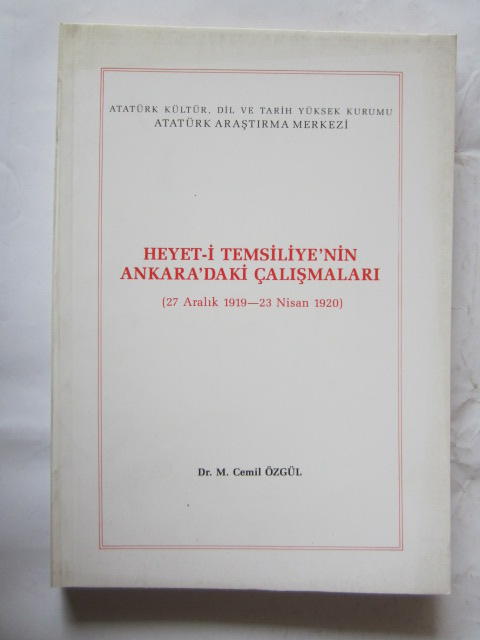 ATATÜRK KÜLTÜR, DİL VE TARİH YÜKSEK KURUMU
ATATÜRK ARAŞTIRMA MERKEZİ
HEYET-İ TEMSİLİYE'NİN
ANKARA'DAKİ ÇALIŞMALARI
(27 Aralık 1919—23 Nisan 1920)
Dr. M. Cemil ÖZGÜL